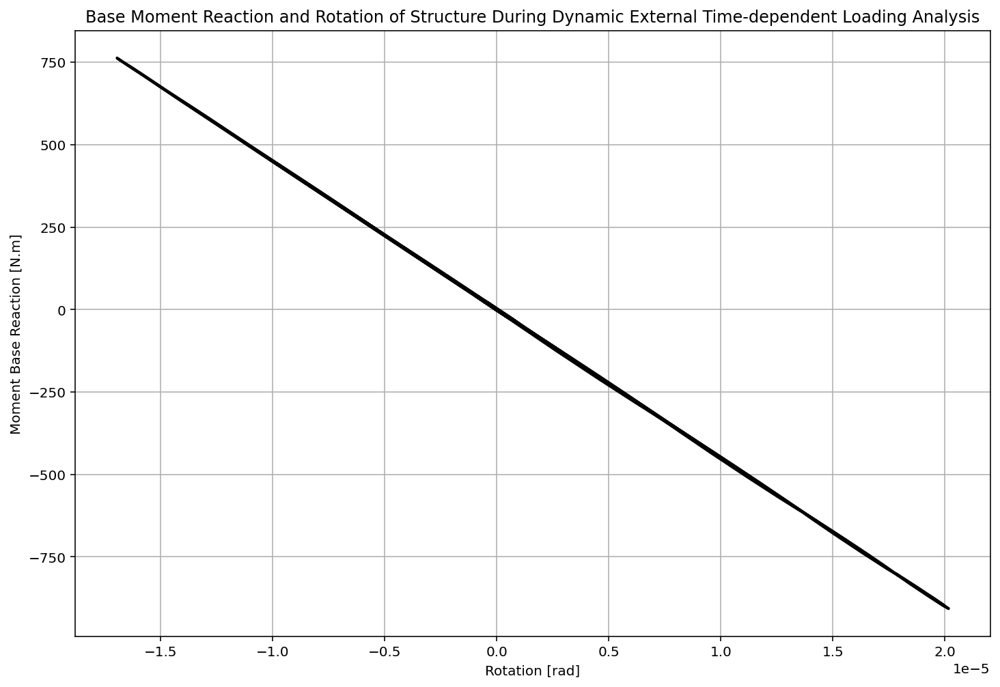 Base Moment Reaction and Rotation of Structure During Dynamic External Time-dependent Loading Analysis
750
500
250
0
−250
−500
−750
Moment Base Reaction [N.m]
−1.5 −1.0 −0.5 0.0 0.5 1.0 1.5 2.0
1e−5
Rotation [rad]